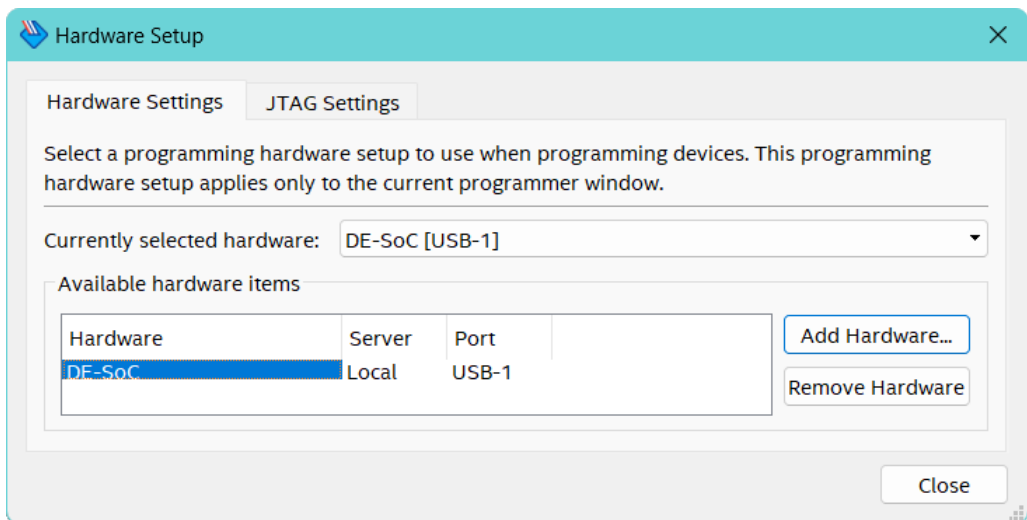 Hardware Setup
Hardware Settings
JTAG Settings
Select a programming hardware setup to use when programming devices. This programming
hardware setup applies only to the current programmer window.
Currently selected hardware:
DE-SoC [USB-1]
Available hardware items
Hardware Server Port
DE-SoC Local USB-1
Add Hardware...
Remove Hardware
Close